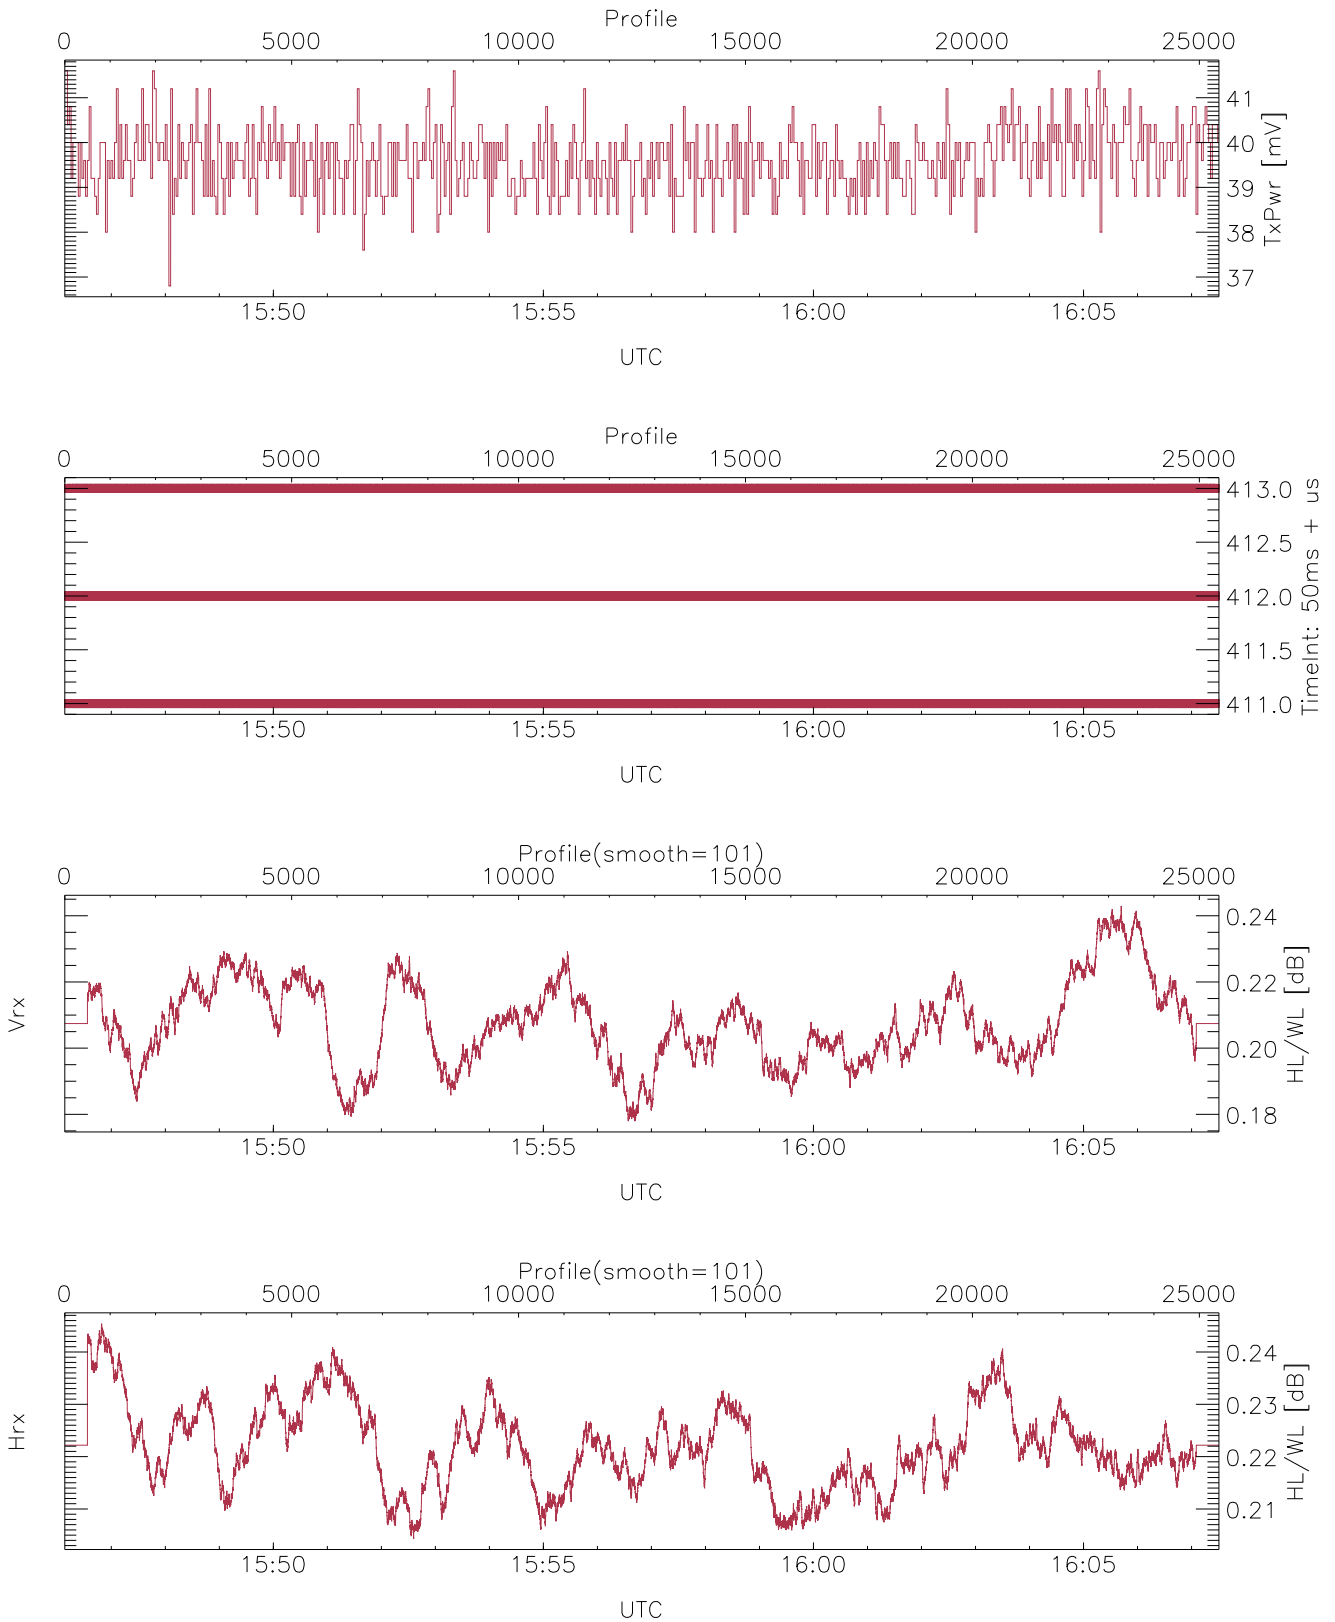 Profile
0 5000 10000 15000 20000 25000
41
40
39
38
37
TxPwr [mV]
15:50 15:55 16:00 16:05
UTC
Profile
0 5000 10000 15000 20000 25000
413.0
412.5
412.0
411.5
411.0
TimeInt: 50ms + us
15:50 15:55 16:00 16:05
UTC
Profile(smooth=101)
0 5000 10000 15000 20000 25000
Vrx
0.24
0.22
0.20
0.18
HL/WL [dB]
15:50 15:55 16:00 16:05
UTC
Profile(smooth=101)
0 5000 10000 15000 20000 25000
Hrx
0.24
0.23
0.22
0.21
HL/WL [dB]
15:50 15:55 16:00 16:05
UTC